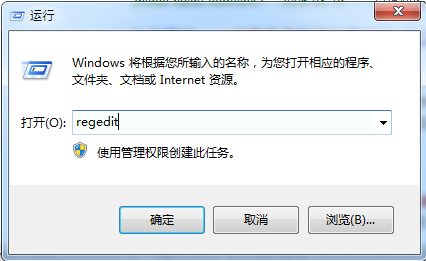 运行
Windows 将根据您所输入的名称，为您打开相应的程序、
文件夹、文档或 Internet 资源。
打开(O): regedit
使用管理权限创建此任务。
确定 取消 浏览(B)...